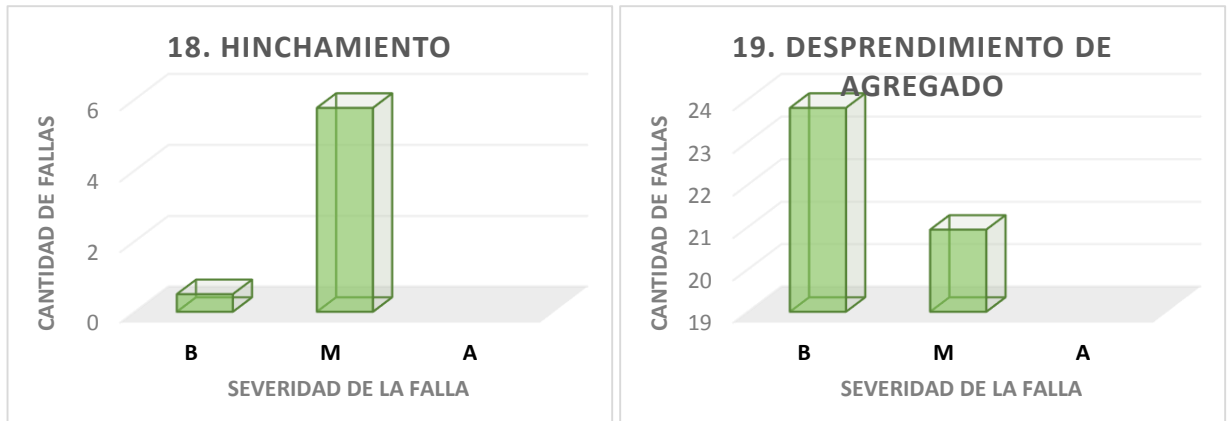 18. HINCHAMIENTO
CANTIDAD DE FALLAS
6
4
2
0
B M A
SEVERIDAD DE LA FALLA
19. DESPRENDIMIENTO DE
AGREGADO
CANTIDAD DE FALLAS
24
23
22
21
20
19
B M A
SEVERIDAD DE LA FALLA